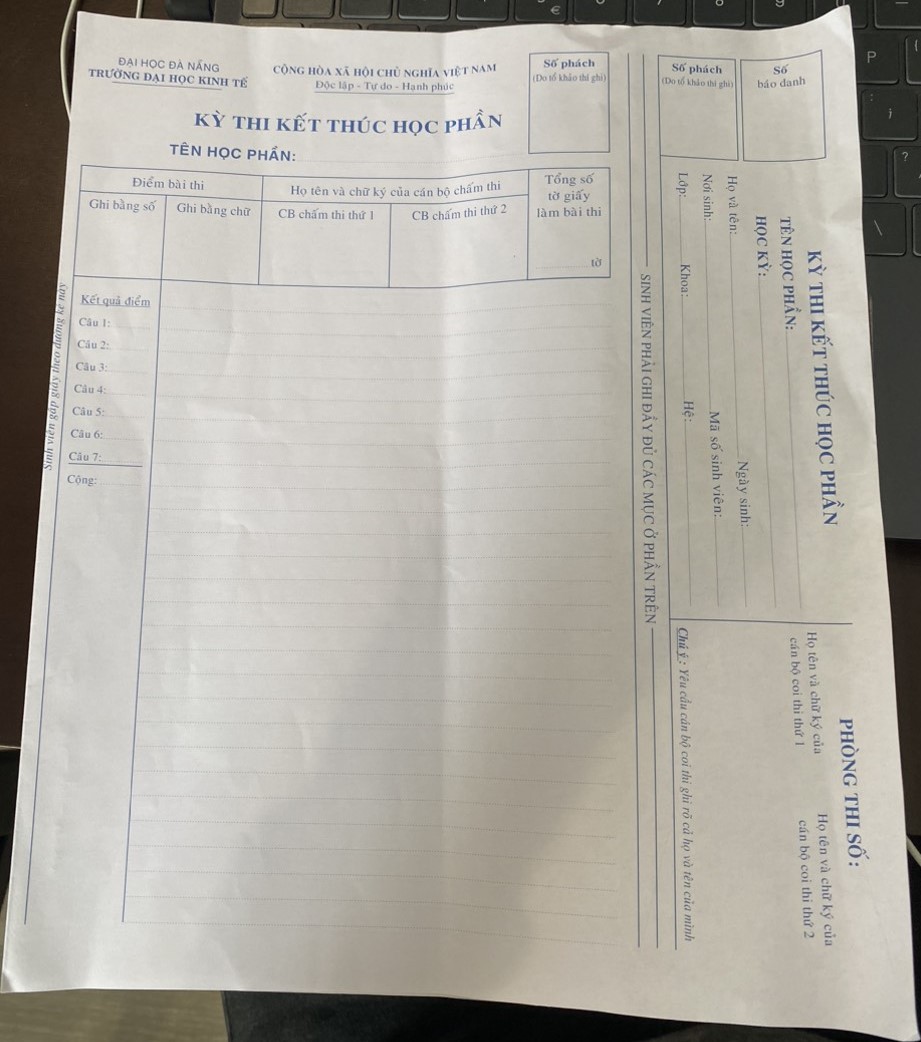 ĐẠI HỌC ĐÀ NẴNG
TRƯỜNG ĐẠI HỌC KINH TẾ
CỘNG HÒA XÃ HỘI CHỦ NGHĨA VIỆT NAM
Độc lập - Tự do - Hạnh phúc
KỲ THI KẾT THÚC HỌC PHẦN
TÊN HỌC PHẦN:
Số phách
(Do tổ khảo thí ghi)
Điểm bài thi
Họ tên và chữ ký của cán bộ chấm thi
Tổng số
tờ giấy
làm bài thi
Ghi bằng số
Ghi bằng chữ
CB chấm thi thứ 1
CB chấm thi thứ 2
tờ
Kết quả điểm
Câu 1:
Câu 2:
Câu 3:
Câu 4:
Câu 5:
Câu 6:
Câu 7:
Cộng:
Sinh viên gấp giấy theo đường kẻ này
SINH VIÊN PHẢI GHI ĐẦY ĐỦ CÁC MỤC Ở PHẦN TRÊN
Số phách
(Do tổ khảo thí ghi)
Số
báo danh
KỲ THI KẾT THÚC HỌC PHẦN
TÊN HỌC PHẦN:
HỌC KỲ:
Họ và tên: Ngày sinh:
Nơi sinh: Mã số sinh viên:
Lớp: Khoa: Hệ:
PHÒNG THI SỐ:
Họ tên và chữ ký của
cán bộ coi thi thứ 1
Họ tên và chữ ký của
cán bộ coi thi thứ 2
Chú ý : Yêu cầu cán bộ coi thi ghi rõ cả họ và tên của mình
P